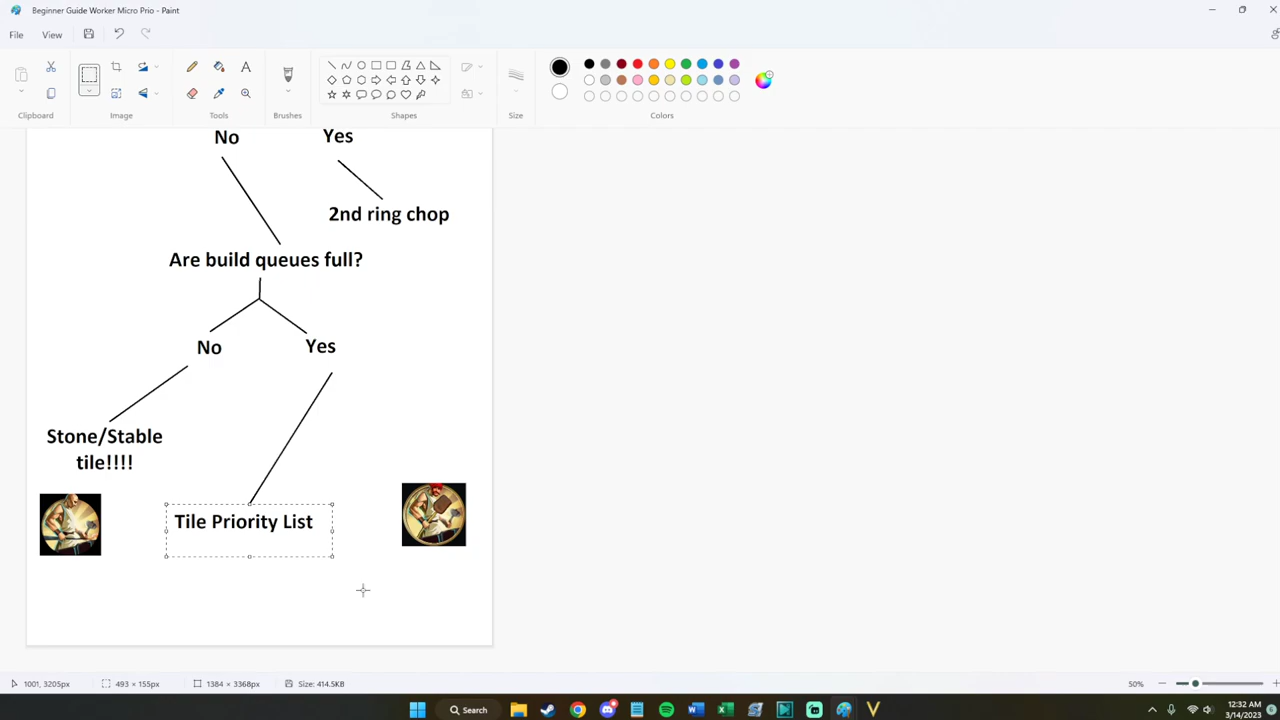 Beginner Guide Worker Micro Prio - Paint
File View
Clipboard Image Tools Brushes Shapes Size Colors
No Yes
2nd ring chop
Are build queues full?
No Yes
Stone/Stable
tile!!!!
Tile Priority List
1001, 3205px 493 × 155px 1384 × 3368px Size: 414.5KB 50%
Search
12:32 AM
3/14/2023